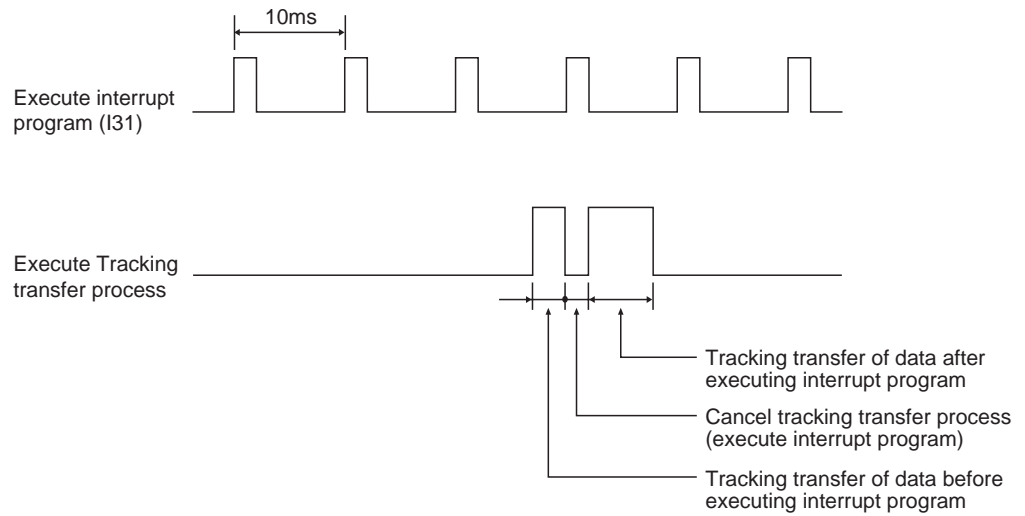 10ms
Execute interrupt
program (I31)
Execute Tracking
transfer process
Tracking transfer of data after
executing interrupt program
Cancel tracking transfer process
(execute interrupt program)
Tracking transfer of data before
executing interrupt program